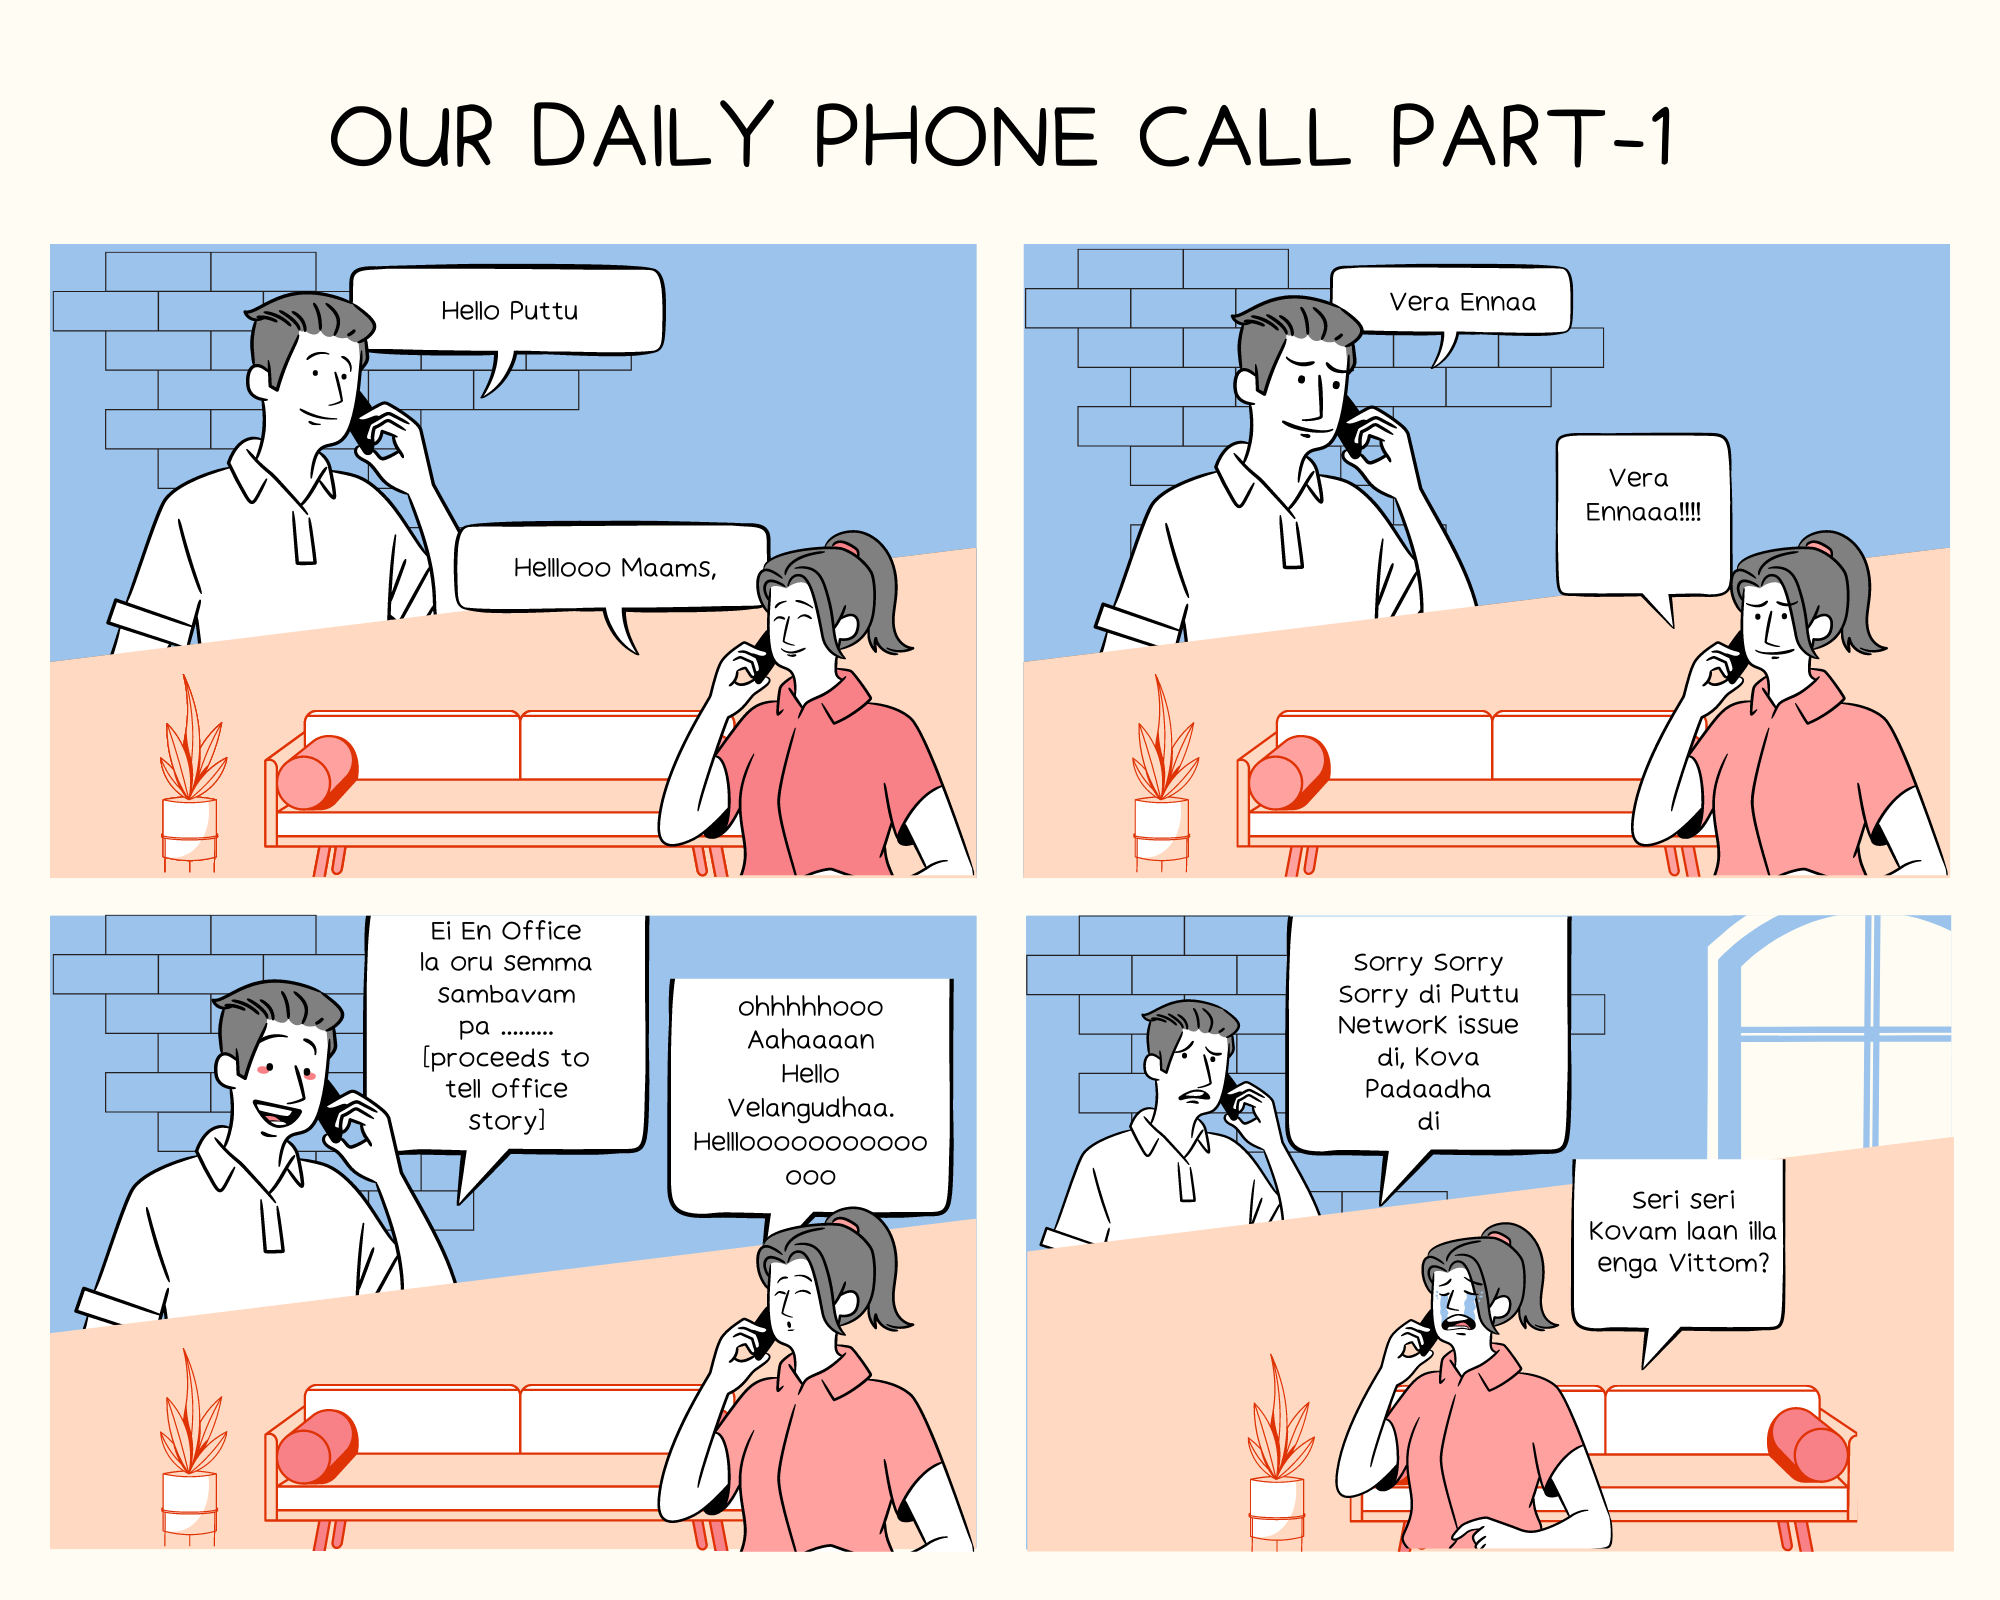 OUR DAILY PHONE CALL PART-1
Hello Puttu
Helllooo Maams,
Vera Ennaa
Vera
Ennaaa!!!!
Ei En Office
la oru semma
sambavam
pa .........
[proceeds to
tell office
story]
ohhhhhooo
Aahaaaan
Hello
Velangudhaa.
Hellloooooooooooo
ooo
Sorry Sorry
Sorry di Puttu
Network issue
di, Kova
Padaadha
di
Seri seri
Kovam laan illa
enga Vittom?